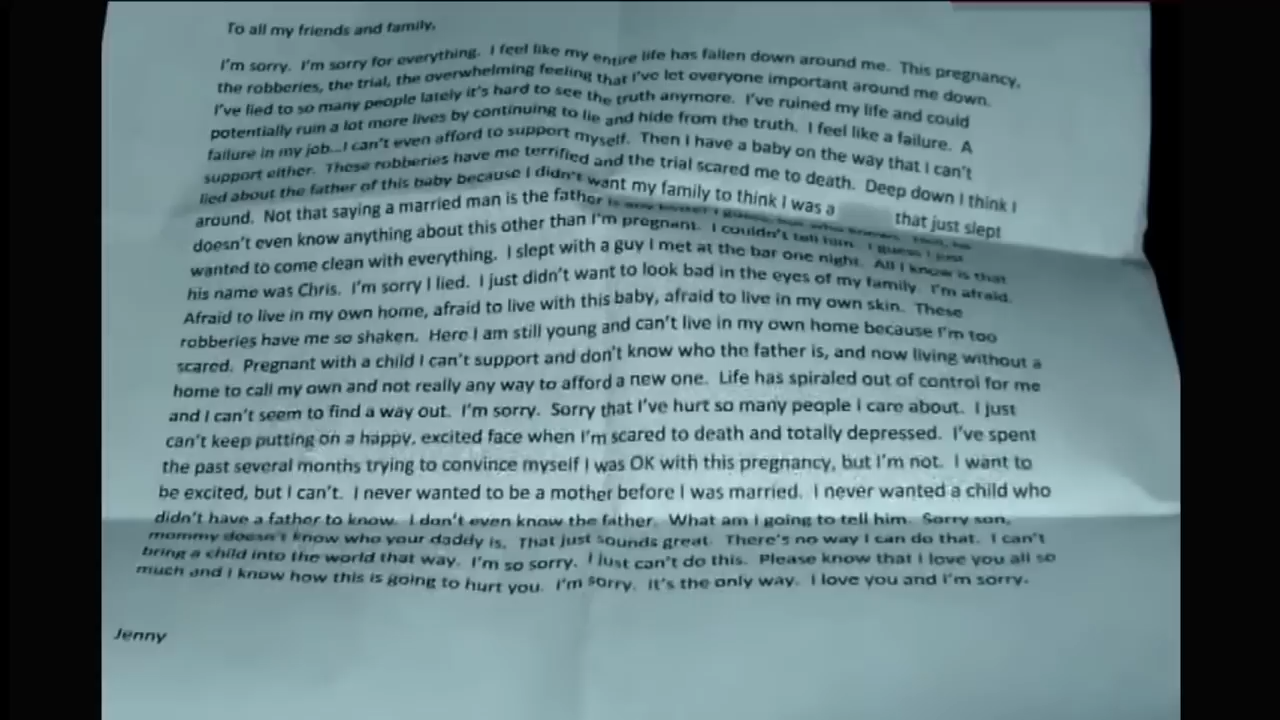 To all my friends and family,
I'm sorry. I'm sorry for everything. I feel like my entire life has fallen down around me. This pregnancy,
the robberies, the trial, the overwhelming feeling that I've let everyone important around me down.
I've lied to so many people lately it's hard to see the truth anymore. I've ruined my life and could
potentially ruin a lot more lives by continuing to lie and hide from the truth. I feel like a failure. A
failure in my job...I can't even afford to support myself. Then I have a baby on the way that I can't
support either. These robberies have me terrified and the trial scared me to death. Deep down I think I
lied about the father of this baby because I didn't want my family to think I was a that just slept
around. Not that saying a married man is the father is any better I guess, but who knows.
doesn't even know anything about this other than I'm pregnant. I couldn't tell him. I guess I just
wanted to come clean with everything. I slept with a guy I met at the bar one night. All I know is that
his name was Chris. I'm sorry I lied. I just didn't want to look bad in the eyes of my family. I'm afraid.
Afraid to live in my own home, afraid to live with this baby, afraid to live in my own skin. These
robberies have me so shaken. Here I am still young and can't live in my own home because I'm too
scared. Pregnant with a child I can't support and don't know who the father is, and now living without a
home to call my own and not really any way to afford a new one. Life has spiraled out of control for me
and I can't seem to find a way out. I'm sorry. Sorry that I've hurt so many people I care about. I just
can't keep putting on a happy, excited face when I'm scared to death and totally depressed. I've spent
the past several months trying to convince myself I was OK with this pregnancy, but I'm not. I want to
be excited, but I can't. I never wanted to be a mother before I was married. I never wanted a child who
didn't have a father to know. I don't even know the father. What am I going to tell him. Sorry son,
mommy doesn't know who your daddy is. That just sounds great. There's no way I can do that. I can't
bring a child into the world that way. I'm so sorry. I just can't do this. Please know that I love you all so
much and I know how this is going to hurt you. I'm sorry. It's the only way. I love you and I'm sorry.
Jenny